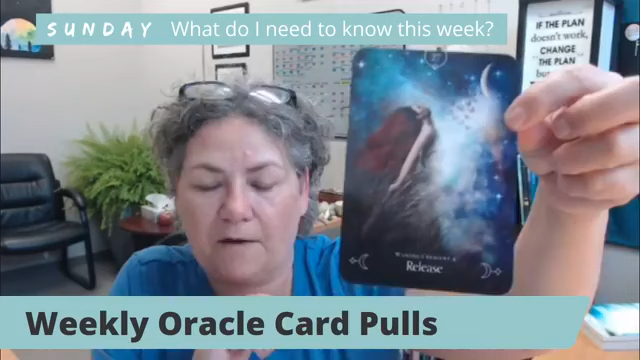 SUNDAY What do I need to know this week?
IF THE PLAN
doesn't work,
CHANGE
THE PLAN
27
Release
Weekly Oracle Card Pulls